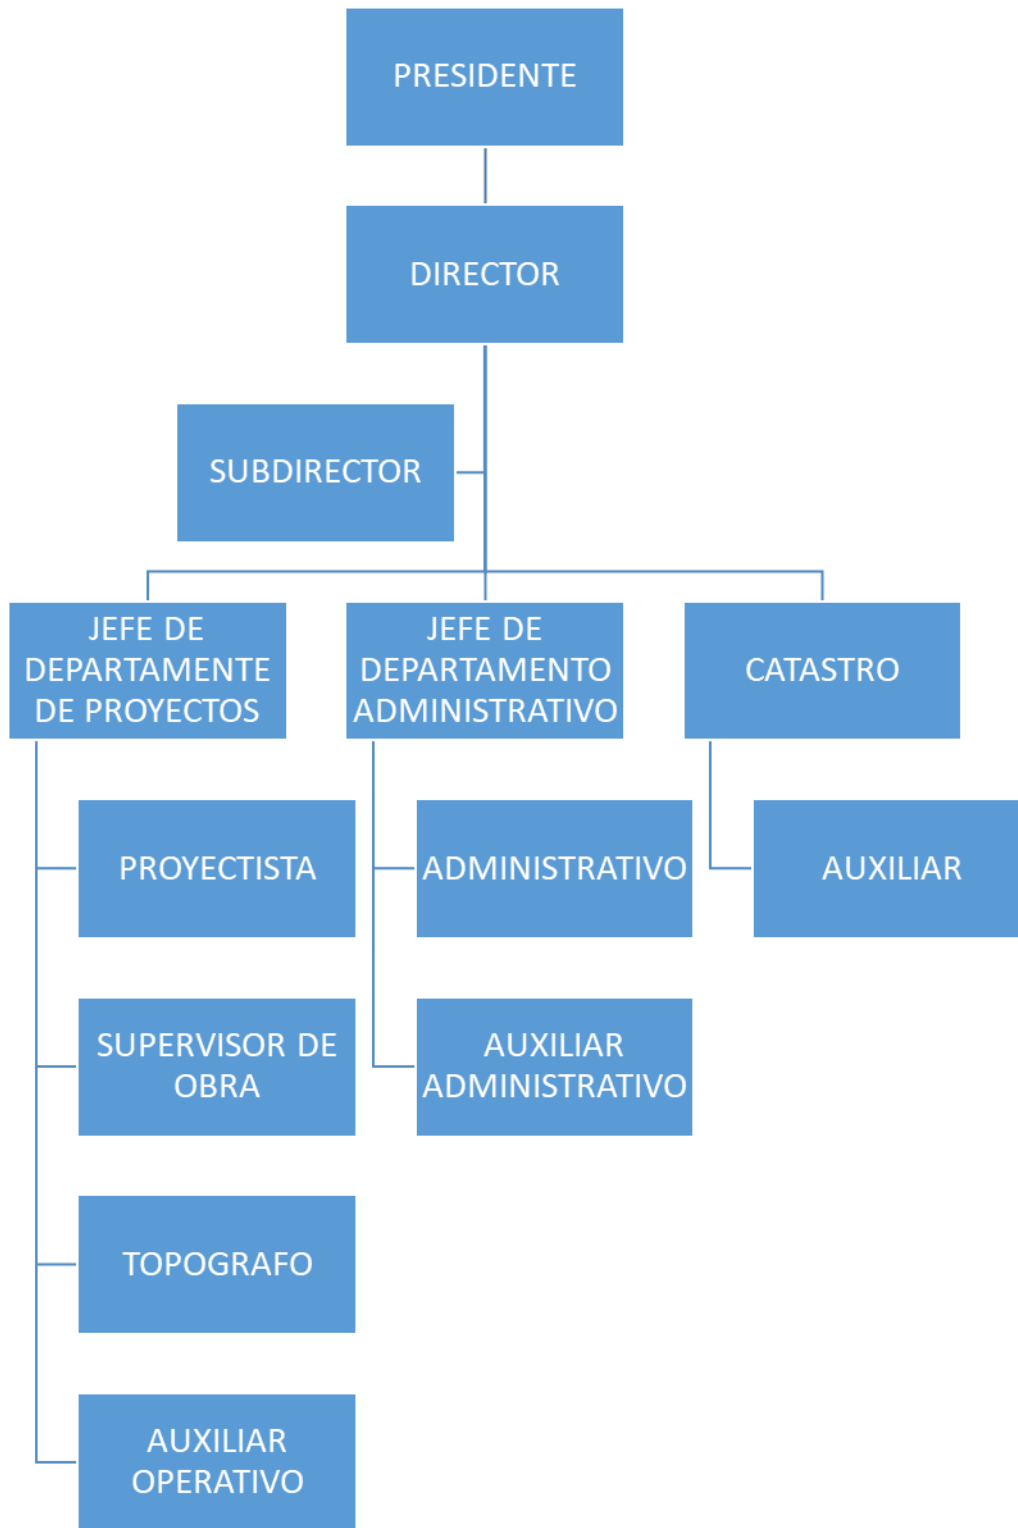 PRESIDENTE
DIRECTOR
SUBDIRECTOR
JEFE DE
DEPARTAMENTE
DE PROYECTOS
JEFE DE
DEPARTAMENTO
ADMINISTRATIVO
CATASTRO
PROYECTISTA
ADMINISTRATIVO
AUXILIAR
SUPERVISOR DE
OBRA
AUXILIAR
ADMINISTRATIVO
TOPOGRAFO
AUXILIAR
OPERATIVO